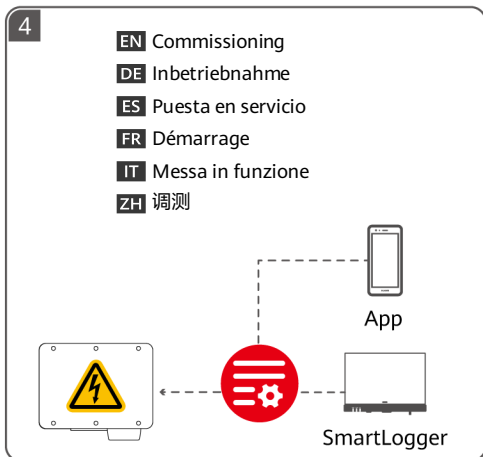 4
EN Commissioning
DE Inbetriebnahme
ES Puesta en servicio
FR Démarrage
IT Messa in funzione
ZH 调测
App
SmartLogger